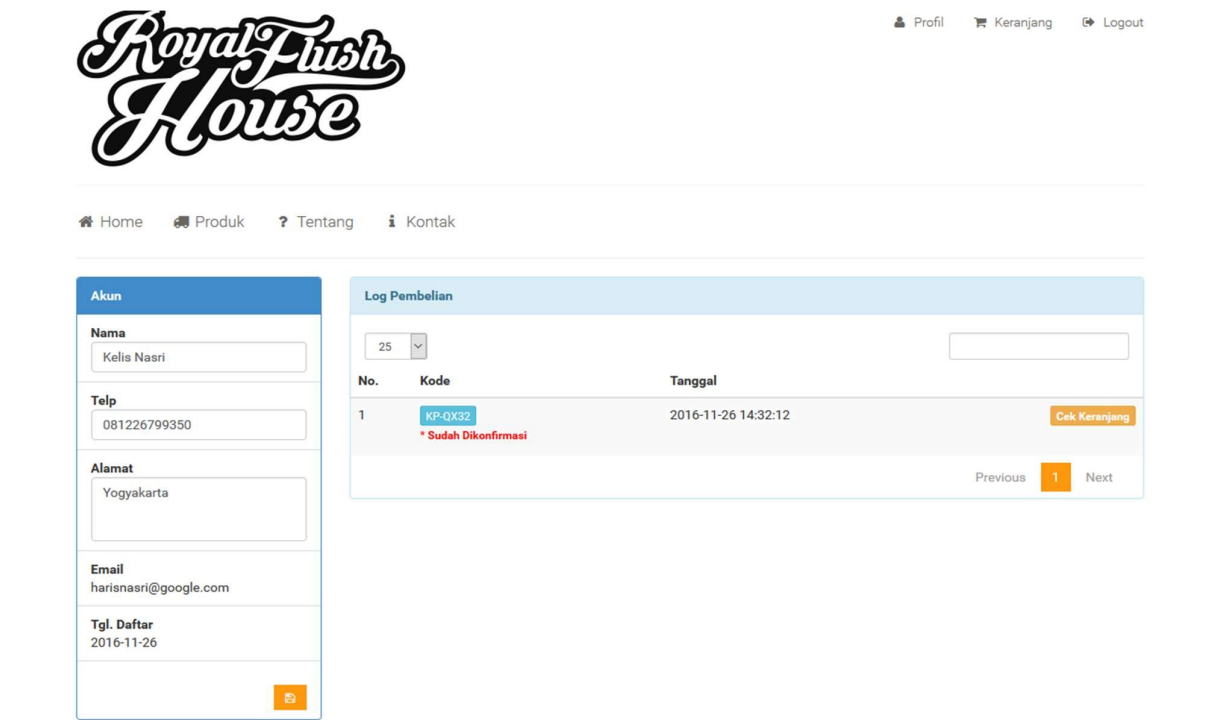 Royal Flush
House
Profil
Keranjang
Logout
Home
Produk
? Tentang
Kontak
Akun
Nama
Kelis Nasri
Telp
081226799350
Alamat
Yogyakarta
Email
harisnasri@google.com
Tgl. Daftar
2016-11-26
Log Pembelian
25
No. Kode Tanggal
1 KP-QX32 2016-11-26 14:32:12 Cek Keranjang
* Sudah Dikonfirmasi
Previous 1 Next